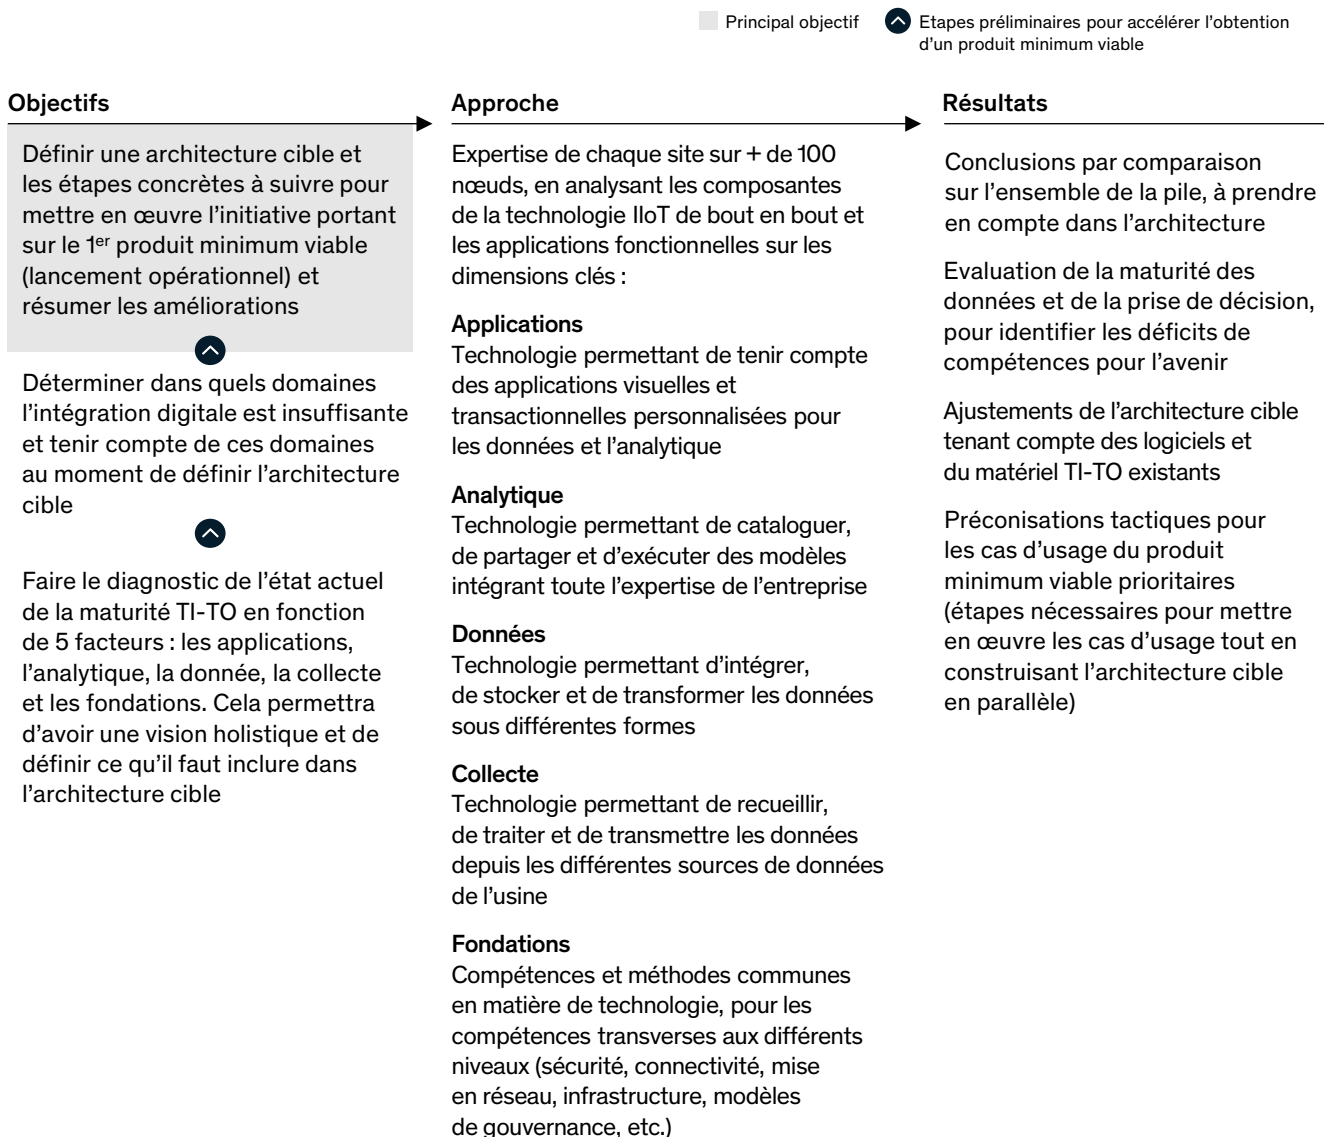 Principal objectif
Etapes préliminaires pour accélérer l’obtention
d’un produit minimum viable
Objectifs
Définir une architecture cible et
les étapes concrètes à suivre pour
mettre en œuvre l’initiative portant
sur le 1er produit minimum viable
(lancement opérationnel) et
résumer les améliorations
Déterminer dans quels domaines
l’intégration digitale est insuffisante
et tenir compte de ces domaines
au moment de définir l’architecture
cible
Faire le diagnostic de l’état actuel
de la maturité TI-TO en fonction
de 5 facteurs : les applications,
l’analytique, la donnée, la collecte
et les fondations. Cela permettra
d’avoir une vision holistique et de
définir ce qu’il faut inclure dans
l’architecture cible
Approche
Expertise de chaque site sur + de 100
nœuds, en analysant les composantes
de la technologie IIoT de bout en bout et
les applications fonctionnelles sur les
dimensions clés :
Applications
Technologie permettant de tenir compte
des applications visuelles et
transactionnelles personnalisées pour
les données et l’analytique
Analytique
Technologie permettant de cataloguer,
de partager et d’exécuter des modèles
intégrant toute l’expertise de l’entreprise
Données
Technologie permettant d’intégrer,
de stocker et de transformer les données
sous différentes formes
Collecte
Technologie permettant de recueillir,
de traiter et de transmettre les données
depuis les différentes sources de données
de l’usine
Fondations
Compétences et méthodes communes
en matière de technologie, pour les
compétences transverses aux différents
niveaux (sécurité, connectivité, mise
en réseau, infrastructure, modèles
de gouvernance, etc.)
Résultats
Conclusions par comparaison
sur l’ensemble de la pile, à prendre
en compte dans l’architecture
Evaluation de la maturité des
données et de la prise de décision,
pour identifier les déficits de
compétences pour l’avenir
Ajustements de l’architecture cible
tenant compte des logiciels et
du matériel TI-TO existants
Préconisations tactiques pour
les cas d’usage du produit
minimum viable prioritaires
(étapes nécessaires pour mettre
en œuvre les cas d’usage tout en
construisant l’architecture cible
en parallèle)